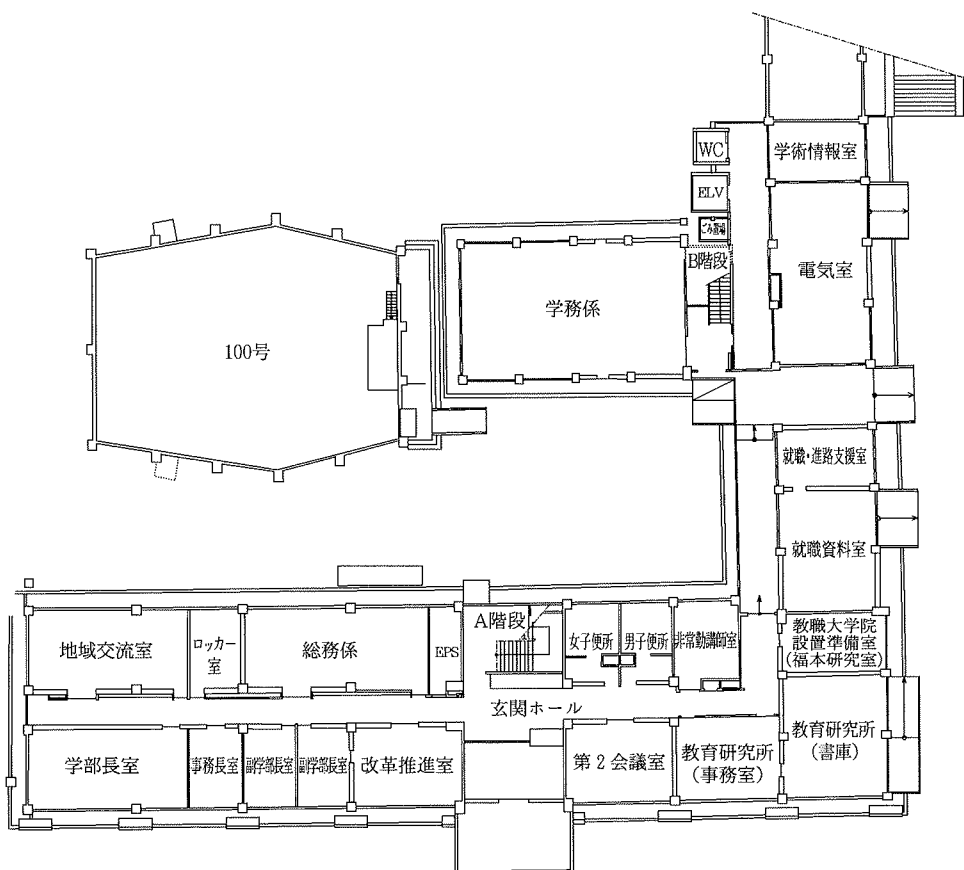 WC
学術情報室
ELV
ごみ置場
B階段
電気室
学務係
100号
就職・進路支援室
就職資料室
A階段
女子便所
男子便所
非常勤講師室
教職大学院
設置準備室
(福本研究室)
地域交流室
ロッカー
室
総務係
EPS
玄関ホール
学部長室
事務長室
副学部長室
副学部長室
改革推進室
第2会議室
教育研究所
(事務室)
教育研究所
(書庫)